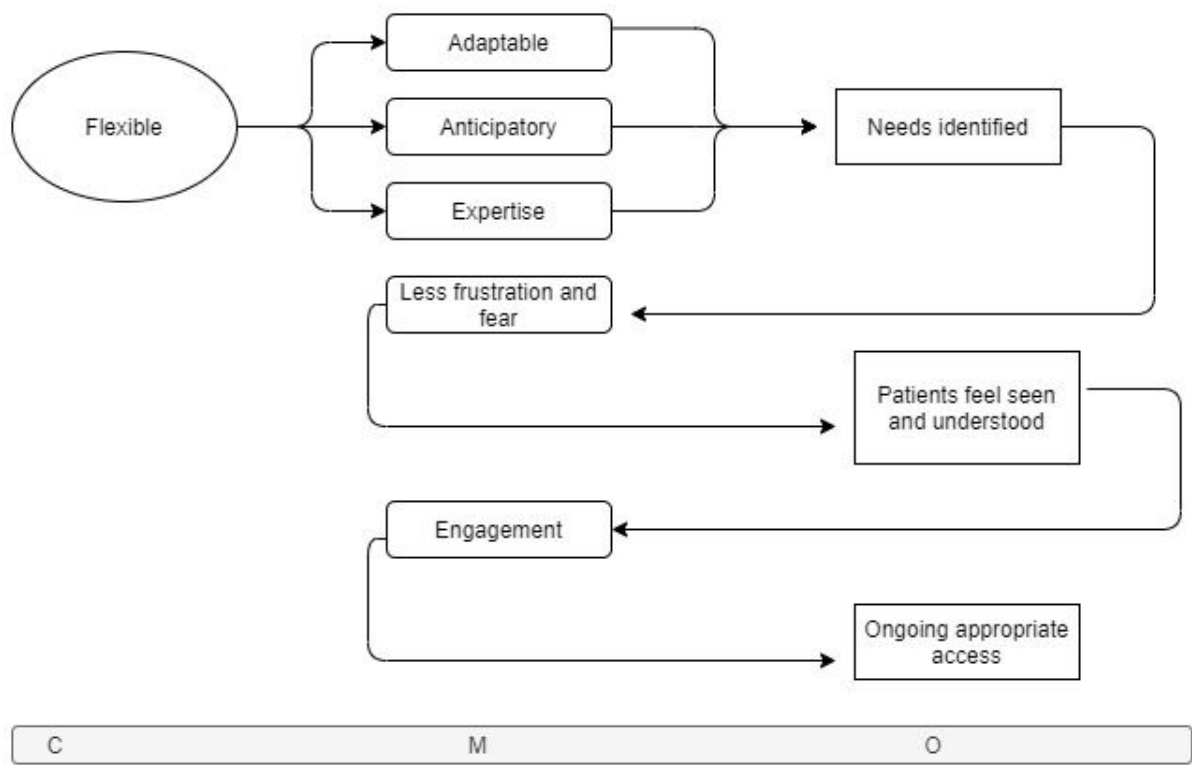 Adaptable
Flexible
Anticipatory
Needs identified
Expertise
Less frustration and
fear
Patients feel seen
and understood
Engagement
Ongoing appropriate
access
C
M
O